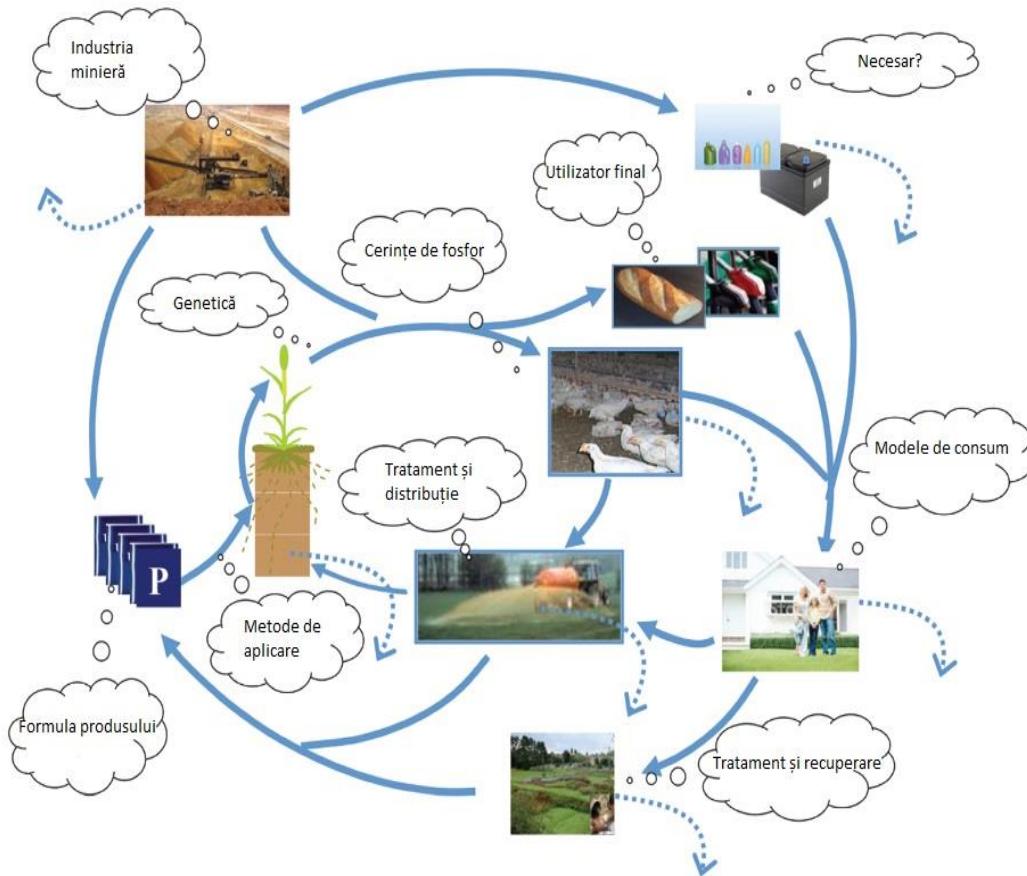 Industria
minieră
Necesar?
Utilizator final
Cerințe de fosfor
Genetică
Tratament și
distribuție
Modele de consum
P
Metode de
aplicare
Formula produsului
Tratament și recuperare